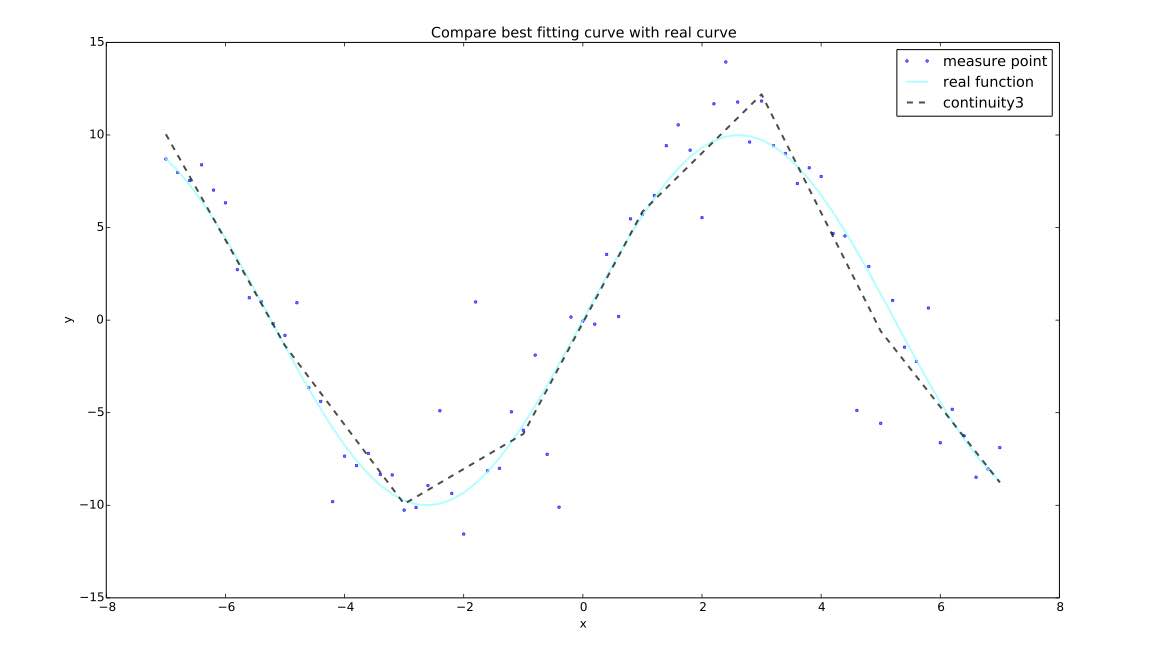 Compare best fitting curve with real curve
measure point
real function
continuity3
15
10
5
0
−5
−10
−15
y
−8 −6 −4 −2 0 2 4 6 8
x